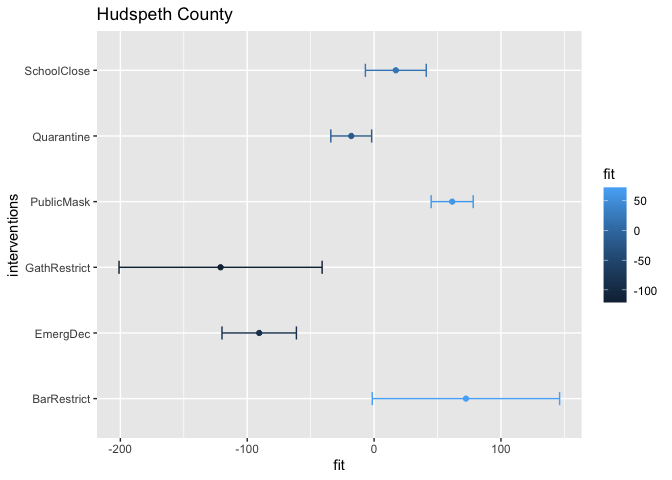 Hudspeth County
SchoolClose
Quarantine
PublicMask
GathRestrict
EmergDec
BarRestrict
interventions
-200
-100
0
100
fit
fit
50
0
-50
-100